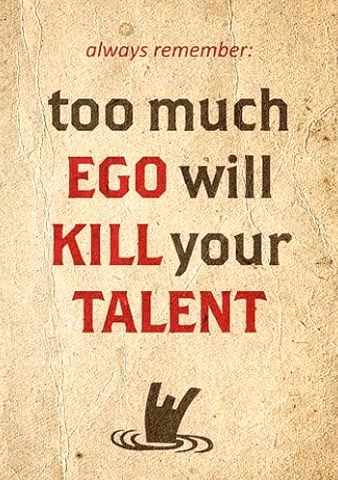 always remember:
too much
EGO will
KILL your
TALENT